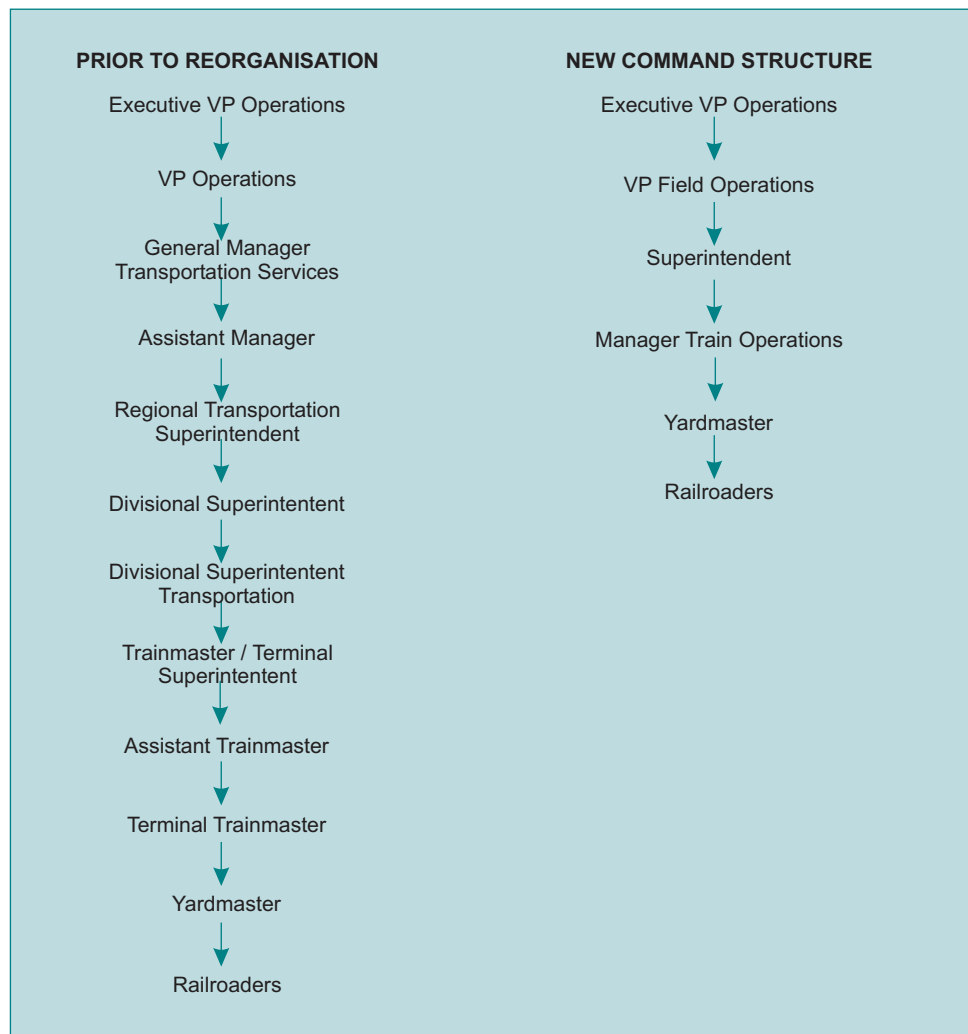 PRIOR TO REORGANISATION
Executive VP Operations
VP Operations
General Manager
Transportation Services
Assistant Manager
Regional Transportation
Superintendent
Divisional Superintentent
Divisional Superintentent
Transportation
Trainmaster / Terminal
Superintentent
Assistant Trainmaster
Terminal Trainmaster
Yardmaster
Railroaders
NEW COMMAND STRUCTURE
Executive VP Operations
VP Field Operations
Superintendent
Manager Train Operations
Yardmaster
Railroaders